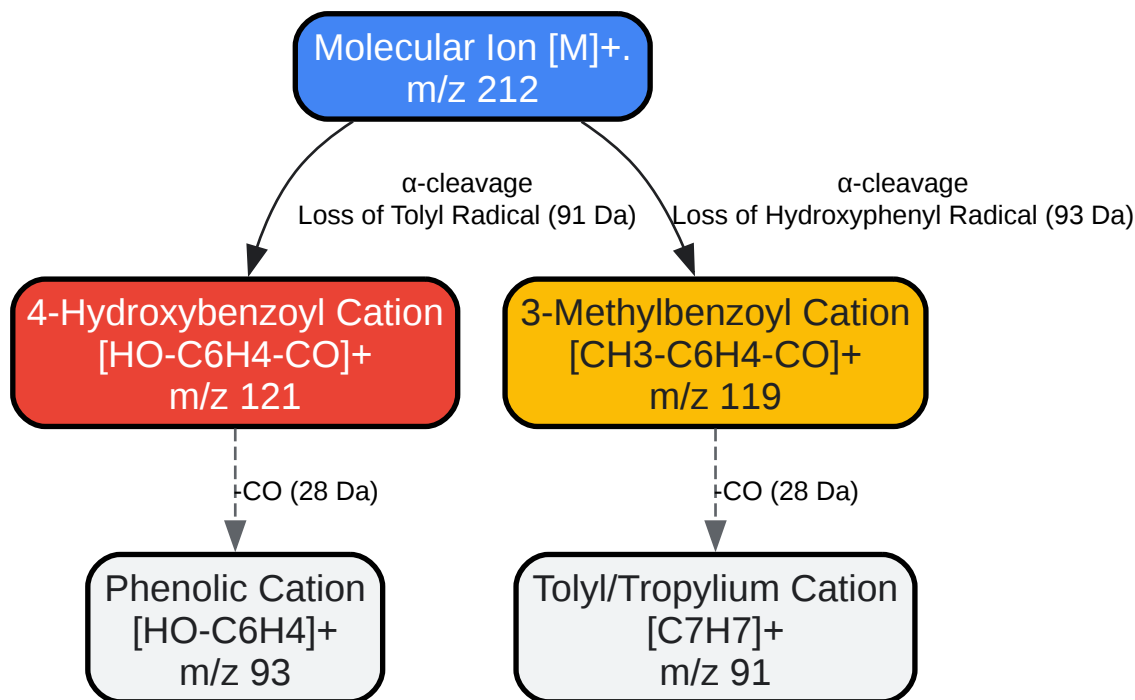 Molecular Ion [M]+.
m/z 212
α-cleavage
Loss of Tolyl Radical (91 Da)
α-cleavage
Loss of Hydroxyphenyl Radical (93 Da)
4-Hydroxybenzoyl Cation
[HO-C6H4-CO]+
m/z 121
3-Methylbenzoyl Cation
[CH3-C6H4-CO]+
m/z 119
-CO (28 Da)
-CO (28 Da)
Phenolic Cation
[HO-C6H4]+
m/z 93
Tolyl/Tropylium Cation
[C7H7]+
m/z 91